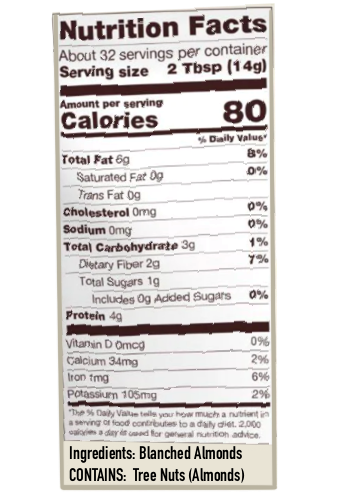 Nutrition Facts
About 32 servings per container
Serving size 2 Tbsp (14g)
Amount per serving
Calories 80
% Daily Value*
Total Fat 6g 8%
Saturated Fat 0g 0%
Trans Fat 0g
Cholesterol 0mg 0%
Sodium 0mg 0%
Total Carbohydrate 3g 1%
Dietary Fiber 2g 7%
Total Sugars 1g
Includes 0g Added Sugars 0%
Protein 4g
Vitamin D 0mcg 0%
Calcium 34mg 2%
Iron 1mg 6%
Potassium 105mg 2%
*The % Daily Value tells you how much a nutrient in
a serving of food contributes to a daily diet. 2,000
calories a day is used for general nutrition advice.
Ingredients: Blanched Almonds
CONTAINS: Tree Nuts (Almonds)